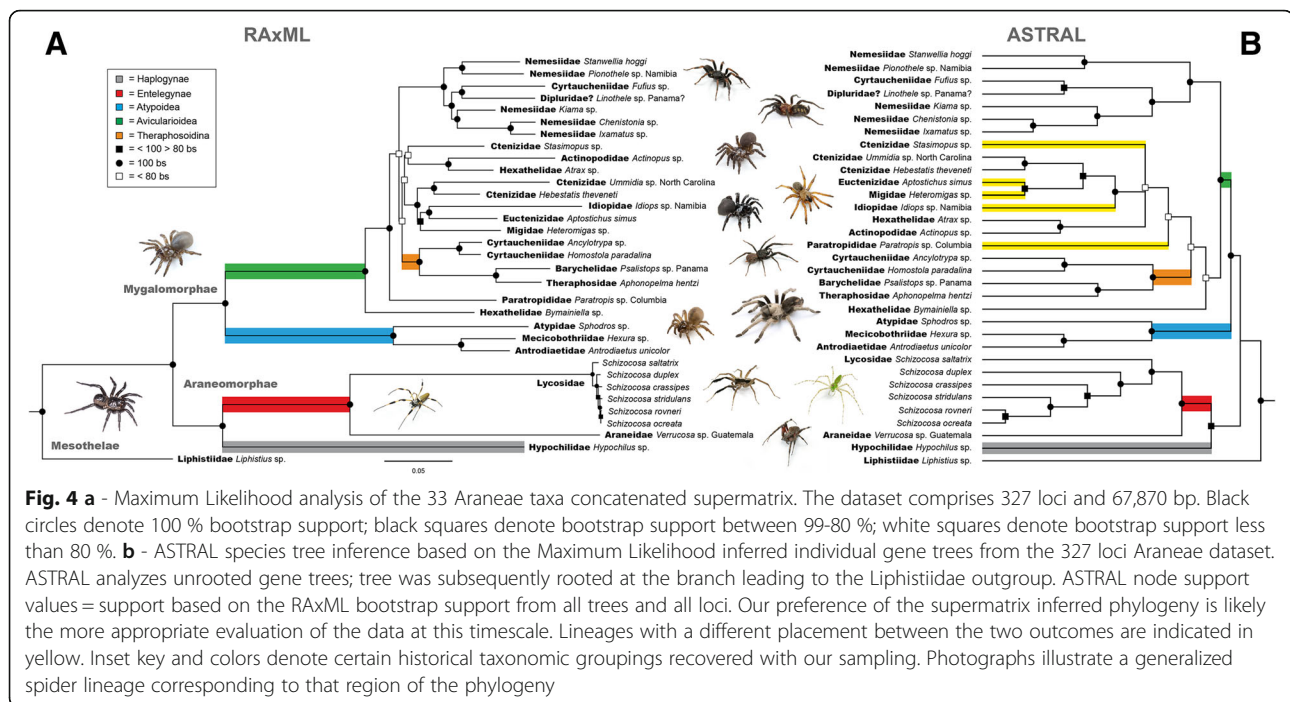 A
RAxML
ASTRAL
B
= Haplogynae
= Entelegynae
= Atypoidea
= Avicularioidea
= Theraphosoidina
= < 100 > 80 bs
= 100 bs
= < 80 bs
Nemesiidae Stanwellia hoggi
Nemesiidae Pionothele sp. Namibia
Cyrtaucheniidae Fufius sp.
Dipluridae? Linothele sp. Panama?
Nemesiidae Kiama sp.
Nemesiidae Chenistonia sp.
Nemesiidae Ixamatus sp.
Ctenizidae Stasimopus sp.
Actinopodidae Actinopus sp.
Hexathelidae Atrax sp.
Ctenizidae Ummidia sp. North Carolina
Ctenizidae Hebestatis theveneti
Idiopidae Idiops sp. Namibia
Euctenizidae Aptostichus simus
Migidae Heteromigas sp.
Cyrtaucheniidae Ancylotrypa sp.
Cyrtaucheniidae Homostola paradalina
Barychelidae Psalistops sp. Panama
Theraphosidae Aphonopelma hentzi
Paratropididae Paratropis sp. Columbia
Hexathelidae Bymainiella sp.
Atypidae Sphodros sp.
Mecicobothriidae Hexura sp.
Antrodiaetidae Antrodiaetus unicolor
Schizocosa saltatrix
Schizocosa duplex
Lycosidae Schizocosa crassipes
Schizocosa stridulans
Schizocosa rovneri
Schizocosa ocreata
Araneidae Verrucosa sp. Guatemala
Hypochilidae Hypochilus sp.
Liphistiidae Liphistius sp.
Mygalomorphae
Araneomorphae
Mesothelae
0.05
Nemesiidae Stanwellia hoggi
Nemesiidae Pionothele sp. Namibia
Cyrtaucheniidae Fufius sp.
Dipluridae? Linothele sp. Panama?
Nemesiidae Kiama sp.
Nemesiidae Chenistonia sp.
Nemesiidae Ixamatus sp.
Ctenizidae Stasimopus sp.
Ctenizidae Ummidia sp. North Carolina
Ctenizidae Hebestatis theveneti
Euctenizidae Aptostichus simus
Migidae Heteromigas sp.
Idiopidae Idiops sp. Namibia
Hexathelidae Atrax sp.
Actinopodidae Actinopus sp.
Paratropididae Paratropis sp. Columbia
Cyrtaucheniidae Ancylotrypa sp.
Cyrtaucheniidae Homostola paradalina
Barychelidae Psalistops sp. Panama
Theraphosidae Aphonopelma hentzi
Hexathelidae Bymainiella sp.
Atypidae Sphodros sp.
Mecicobothriidae Hexura sp.
Antrodiaetidae Antrodiaetus unicolor
Lycosidae Schizocosa saltatrix
Schizocosa duplex
Schizocosa crassipes
Schizocosa stridulans
Schizocosa rovneri
Schizocosa ocreata
Araneidae Verrucosa sp. Guatemala
Hypochilidae Hypochilus sp.
Liphistiidae Liphistius sp.
Fig. 4 a - Maximum Likelihood analysis of the 33 Araneae taxa concatenated supermatrix. The dataset comprises 327 loci and 67,870 bp. Black
circles denote 100 % bootstrap support; black squares denote bootstrap support between 99-80 %; white squares denote bootstrap support less
than 80 %. b - ASTRAL species tree inference based on the Maximum Likelihood inferred individual gene trees from the 327 loci Araneae dataset.
ASTRAL analyzes unrooted gene trees; tree was subsequently rooted at the branch leading to the Liphistiidae outgroup. ASTRAL node support
values = support based on the RAxML bootstrap support from all trees and all loci. Our preference of the supermatrix inferred phylogeny is likely
the more appropriate evaluation of the data at this timescale. Lineages with a different placement between the two outcomes are indicated in
yellow. Inset key and colors denote certain historical taxonomic groupings recovered with our sampling. Photographs illustrate a generalized
spider lineage corresponding to that region of the phylogeny